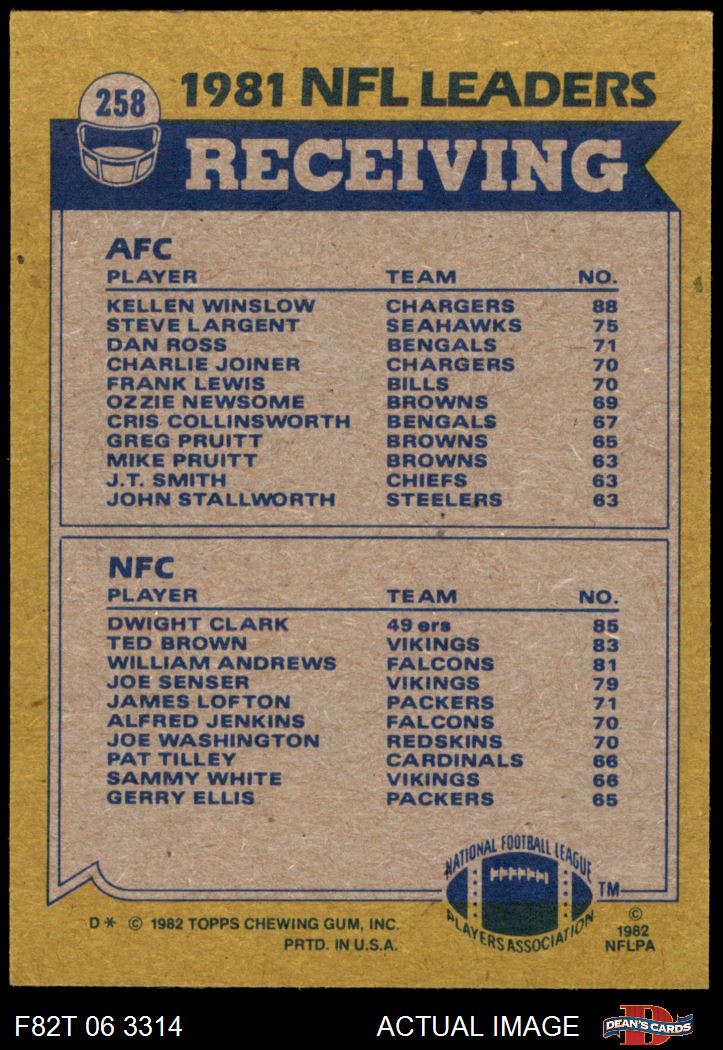 258
1981 NFL LEADERS
RECEIVING
AFC
PLAYER TEAM NO.
KELLEN WINSLOW CHARGERS 88
STEVE LARGENT SEAHAWKS 75
DAN ROSS BENGALS 71
CHARLIE JOINER CHARGERS 70
FRANK LEWIS BILLS 70
OZZIE NEWSOME BROWNS 69
CRIS COLLINSWORTH BENGALS 67
GREG PRUITT BROWNS 65
MIKE PRUITT BROWNS 63
J.T. SMITH CHIEFS 63
JOHN STALLWORTH STEELERS 63
NFC
PLAYER TEAM NO.
DWIGHT CLARK 49 ers 85
TED BROWN VIKINGS 83
WILLIAM ANDREWS FALCONS 81
JOE SENSER VIKINGS 79
JAMES LOFTON PACKERS 71
ALFRED JENKINS FALCONS 70
JOE WASHINGTON REDSKINS 70
PAT TILLEY CARDINALS 66
SAMMY WHITE VIKINGS 66
GERRY ELLIS PACKERS 65
NATIONAL FOOTBALL LEAGUE
PLAYERS ASSOCIATION
TM
D * © 1982 TOPPS CHEWING GUM, INC.
PRTD. IN U.S.A.
©
1982
NFLPA
F82T 06 3314 ACTUAL IMAGE
D
DEAN'S CARDS